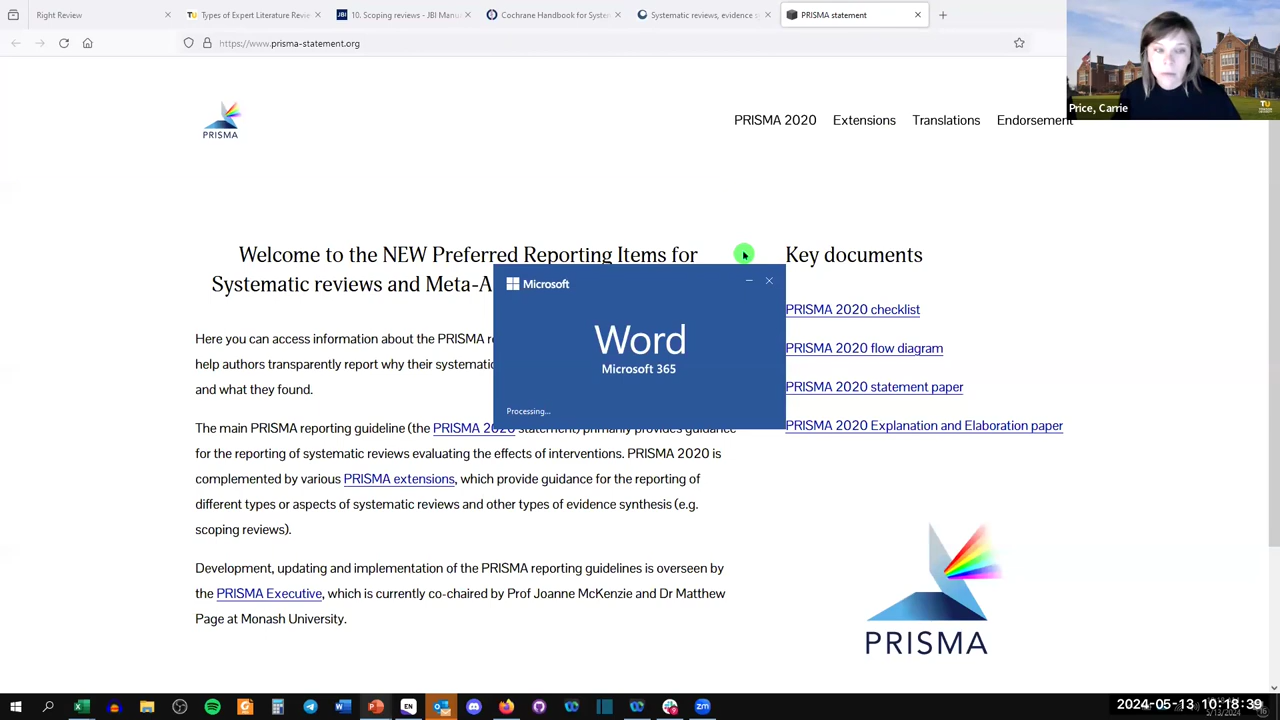 Right Review
Types of Expert Literature Revie
JBI 10. Scoping reviews - JBI Manu
Cochrane Handbook for System
Systematic reviews, evidence s
PRISMA statement
https://www.prisma-statement.org
Price, Carrie
TU
PRISMA
PRISMA 2020 Extensions Translations Endorsement
Welcome to the NEW Preferred Reporting Items for
Systematic reviews and Meta-A
Here you can access information about the PRISMA r
help authors transparently report why their systematic
and what they found.
The main PRISMA reporting guideline (the PRISMA 2020 statement) primarily provides guidance
for the reporting of systematic reviews evaluating the effects of interventions. PRISMA 2020 is
complemented by various PRISMA extensions, which provide guidance for the reporting of
different types or aspects of systematic reviews and other types of evidence synthesis (e.g.
scoping reviews).
Development, updating and implementation of the PRISMA reporting guidelines is overseen by
the PRISMA Executive, which is currently co-chaired by Prof Joanne McKenzie and Dr Matthew
Page at Monash University.
Microsoft
Word
Microsoft 365
Processing...
Key documents
PRISMA 2020 checklist
PRISMA 2020 flow diagram
PRISMA 2020 statement paper
PRISMA 2020 Explanation and Elaboration paper
PRISMA
EN
zm
2024-05-13 10:18:39
5/13/2024